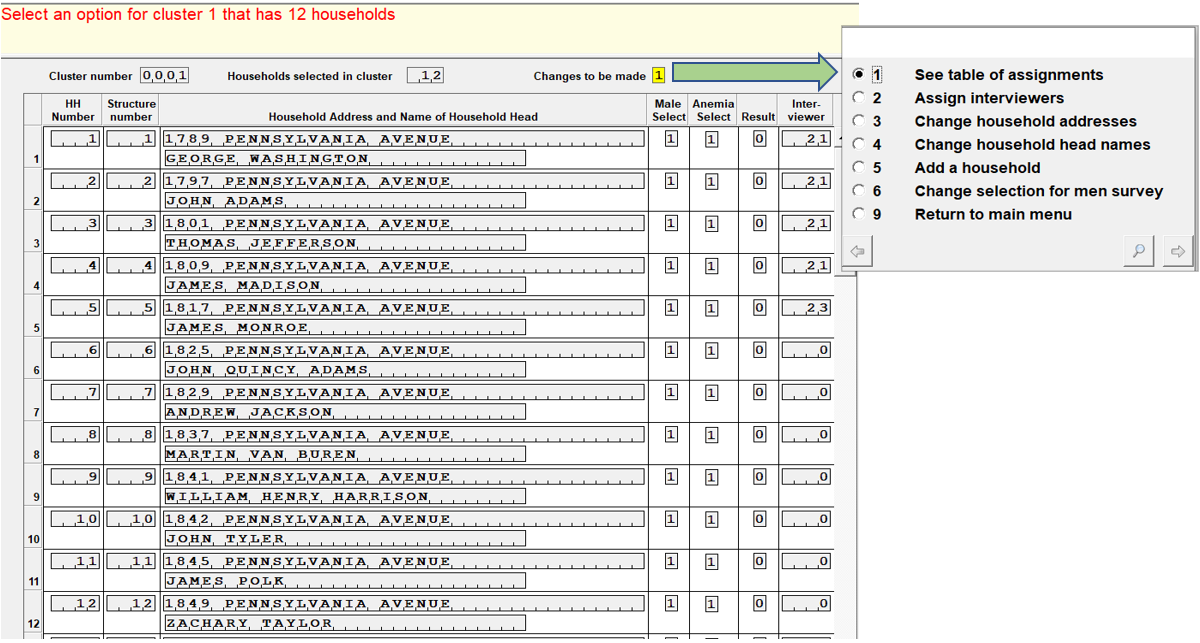 Select an option for cluster 1 that has 12 households
Cluster number 0001 Households selected in cluster 12 Changes to be made 1
HH Number Structure number Household Address and Name of Household Head Male Select Anemia Select Result Inter-viewer
1 1 1 1789 PENNSYLVANIA AVENUE 1 1 0 21
GEORGE WASHINGTON
2 2 2 1797 PENNSYLVANIA AVENUE 1 1 0 21
JOHN ADAMS
3 3 3 1801 PENNSYLVANIA AVENUE 1 1 0 21
THOMAS JEFFERSON
4 4 4 1809 PENNSYLVANIA AVENUE 1 1 0 21
JAMES MADISON
5 5 5 1817 PENNSYLVANIA AVENUE 1 1 0 23
JAMES MONROE
6 6 6 1825 PENNSYLVANIA AVENUE 1 1 0 0
JOHN QUINCY ADAMS
7 7 7 1829 PENNSYLVANIA AVENUE 1 1 0 0
ANDREW JACKSON
8 8 8 1837 PENNSYLVANIA AVENUE 1 1 0 0
MARTIN VAN BUREN
9 9 9 1841 PENNSYLVANIA AVENUE 1 1 0 0
WILLIAM HENRY HARRISON
10 10 10 1842 PENNSYLVANIA AVENUE 1 1 0 0
JOHN TYLER
11 11 11 1845 PENNSYLVANIA AVENUE 1 1 0 0
JAMES POLK
12 12 12 1849 PENNSYLVANIA AVENUE 1 1 0 0
ZACHARY TAYLOR
1 See table of assignments
2 Assign interviewers
3 Change household addresses
4 Change household head names
5 Add a household
6 Change selection for men survey
9 Return to main menu